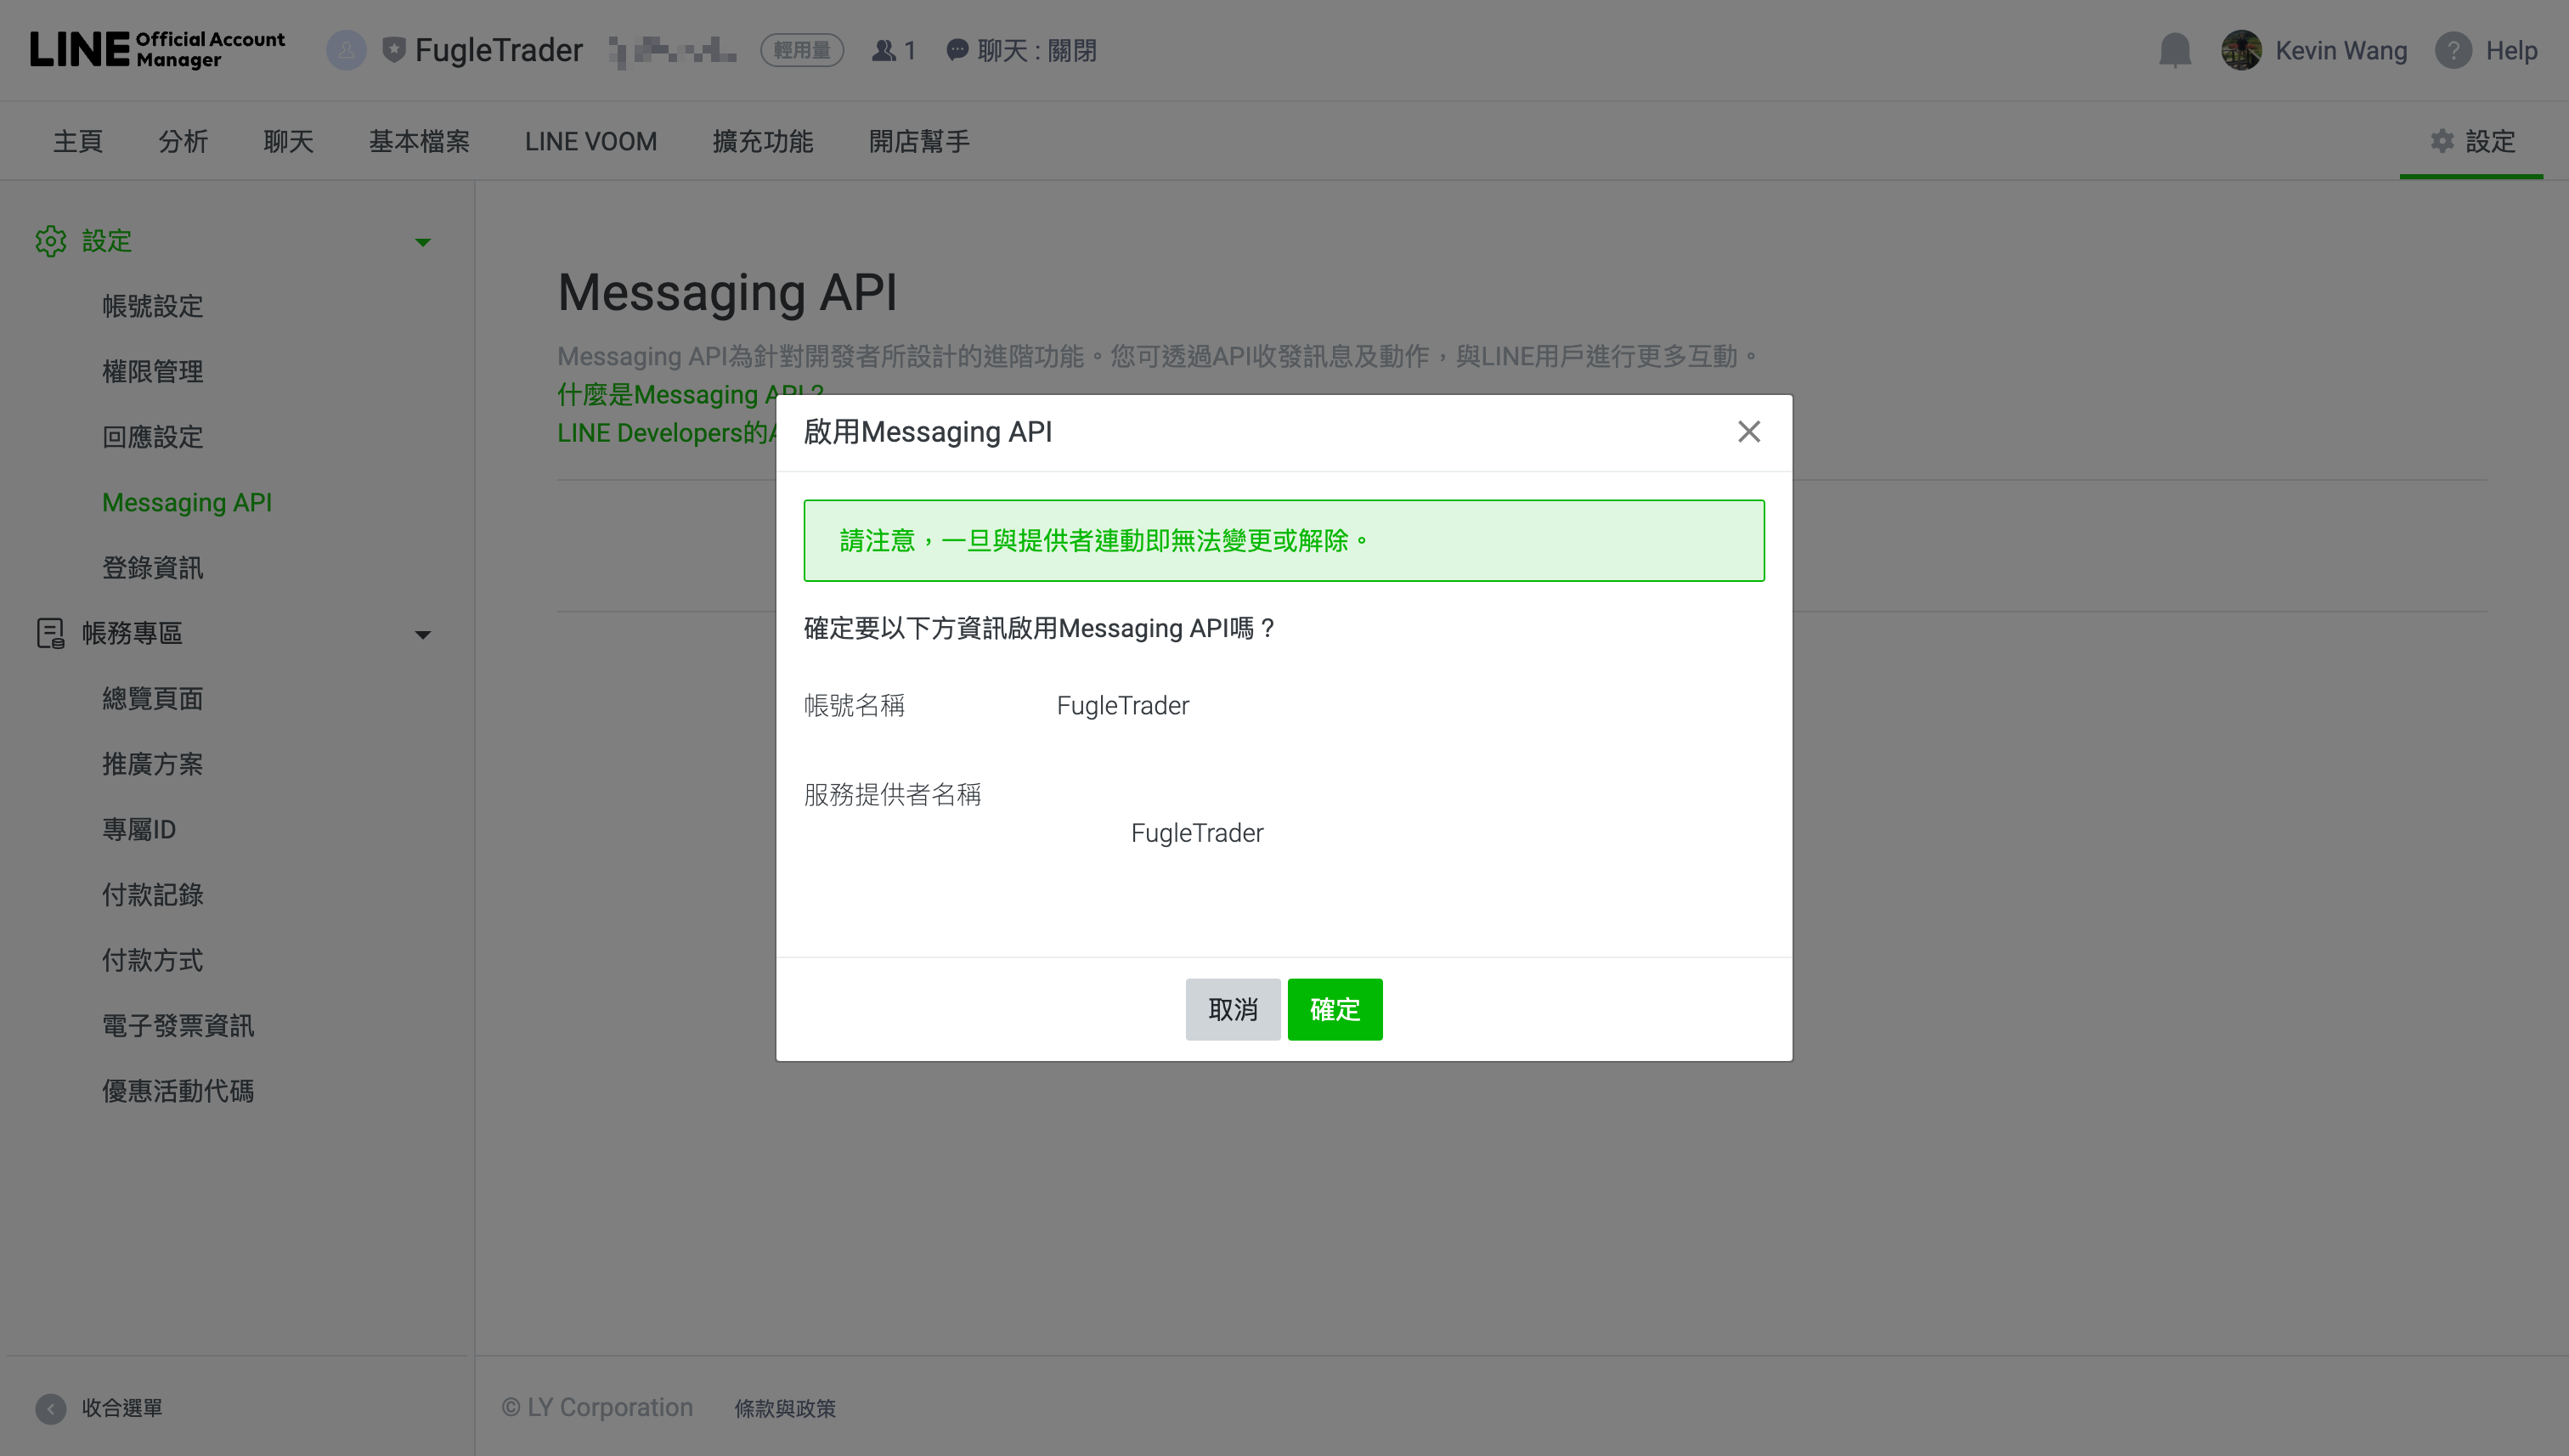 LINE Official Account Manager
FugleTrader
輕用量
1
聊天 : 關閉
Kevin Wang
? Help
主頁
分析
聊天
基本檔案
LINE VOOM
擴充功能
開店幫手
設定
設定
帳號設定
權限管理
回應設定
Messaging API
登錄資訊
帳務專區
總覽頁面
推廣方案
專屬ID
付款記錄
付款方式
電子發票資訊
優惠活動代碼
收合選單
Messaging API
Messaging API為針對開發者所設計的進階功能。您可透過API收發訊息及動作，與LINE用戶進行更多互動。
什麼是Messaging API？
LINE Developers的
啟用Messaging API
請注意，一旦與提供者連動即無法變更或解除。
確定要以下方資訊啟用Messaging API嗎？
帳號名稱
FugleTrader
服務提供者名稱
FugleTrader
取消
確定
© LY Corporation
條款與政策